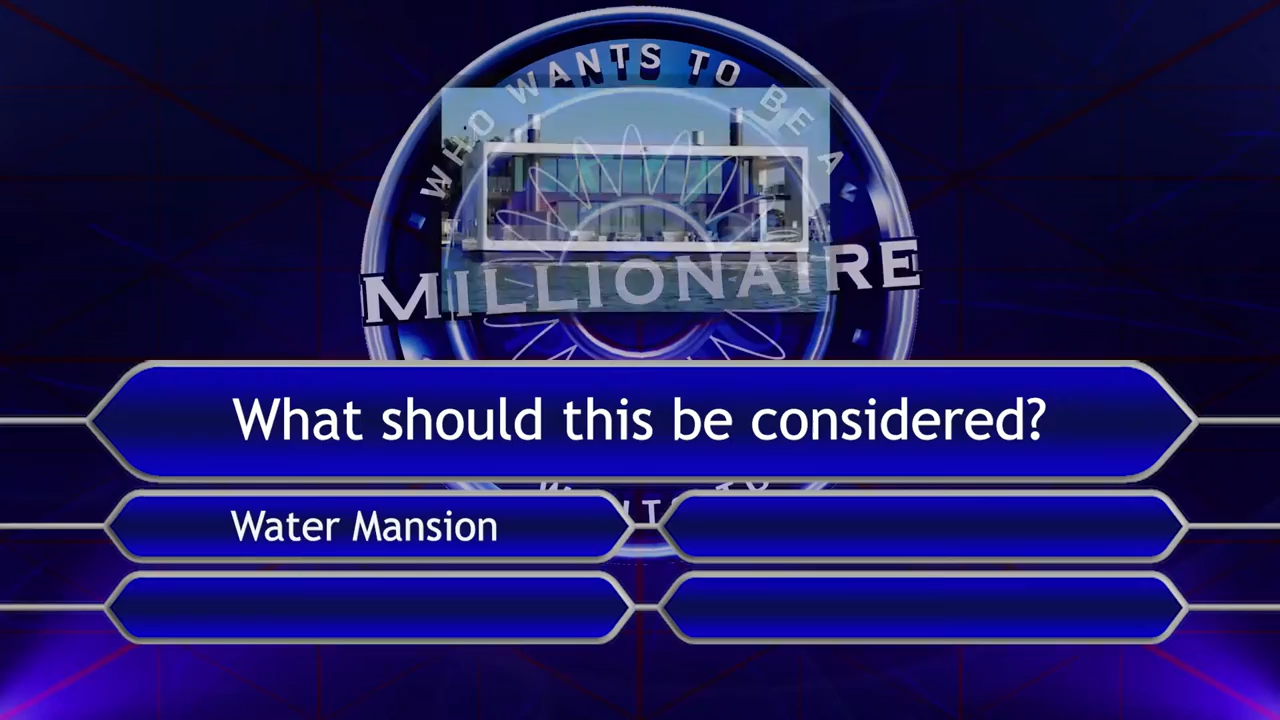 WHO WANTS TO BE A
MILLIONAIRE
What should this be considered?
Water Mansion